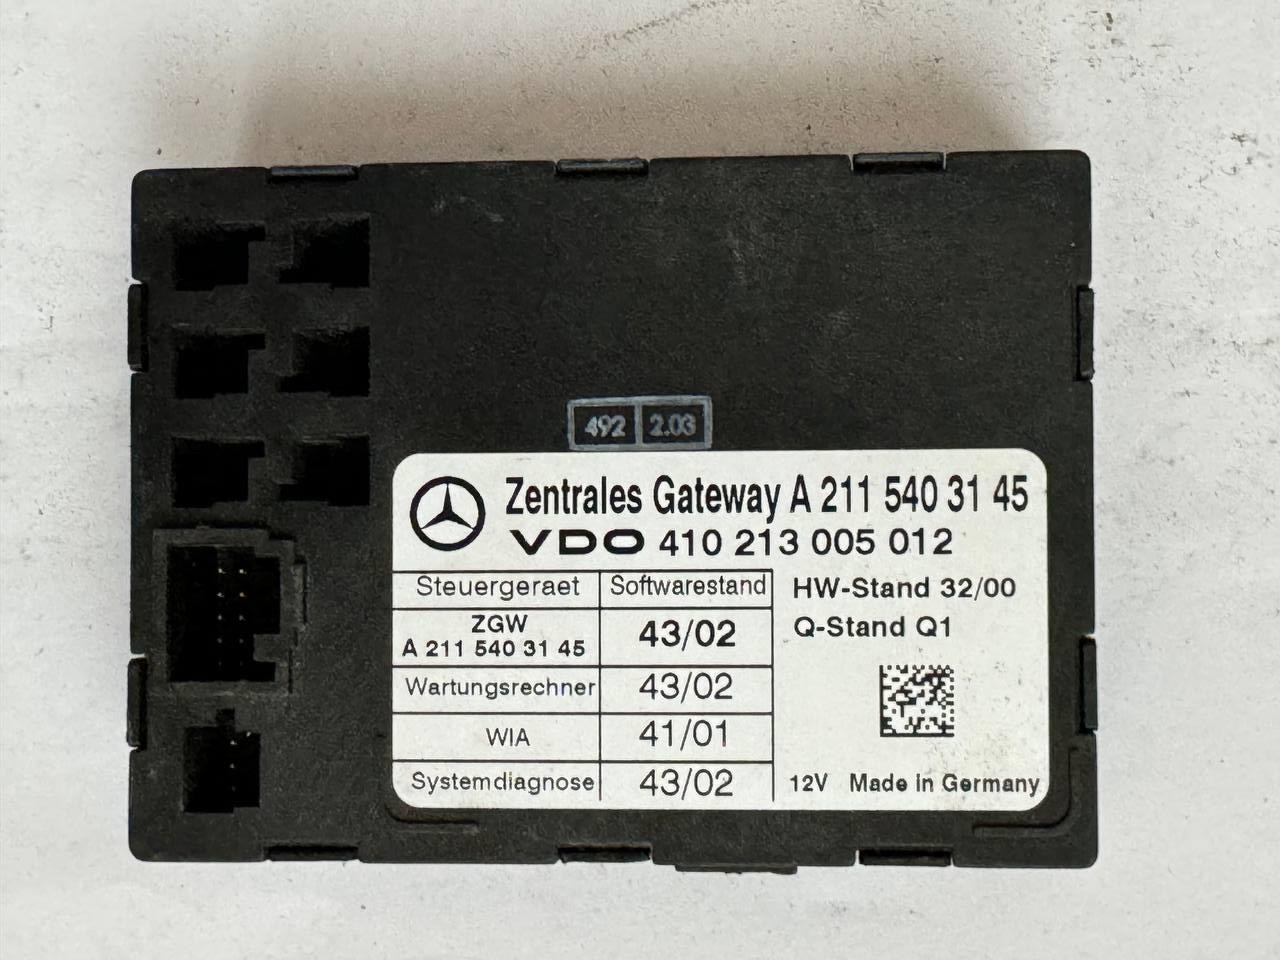 492 2.03
Zentrales Gateway A 211 540 31 45
VDO 410 213 005 012
Steuergeraet Softwarestand HW-Stand 32/00
ZGW
A 211 540 31 45 43/02 Q-Stand Q1
Wartungsrechner 43/02
WIA 41/01
Systemdiagnose 43/02 12V Made in Germany